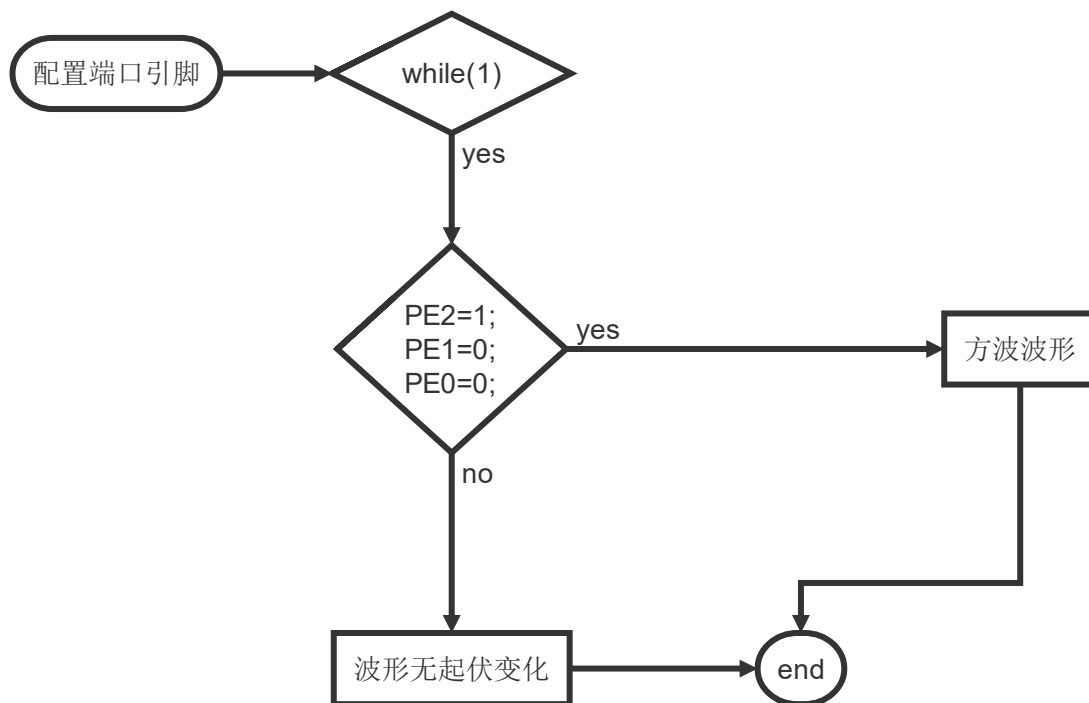 配置端口引脚
while(1)
yes
PE2=1;
PE1=0;
PE0=0;
yes
方波波形
no
波形无起伏变化
end